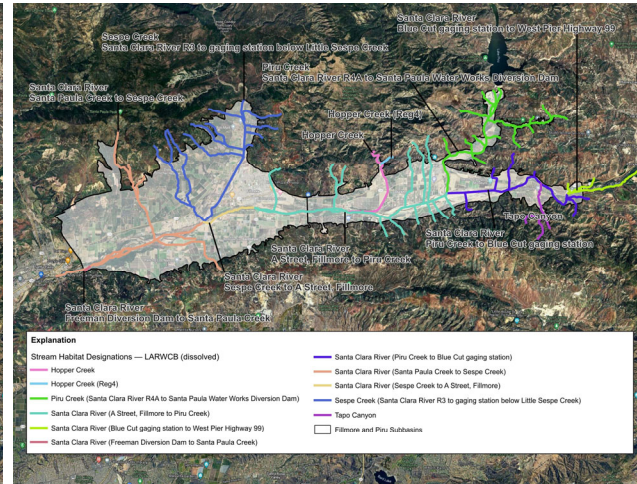 Santa Clara River
Blue Cut gaging station to West Pier Highway 99
Sespe Creek
Santa Clara River R3 to gaging station below Little Sespe Creek
Piru Creek
Santa Clara River R4A to Santa Paula Water Works Diversion Dam
Santa Clara River
Santa Paula Creek to Sespe Creek
Hopper Creek (Reg4)
Hopper Creek
Tapo Canyon
Santa Clara River
Piru Creek to Blue Cut gaging station
Santa Clara River
A Street, Fillmore to Piru Creek
Santa Clara River
Sespe Creek to A Street, Fillmore
Santa Clara River
Freeman Diversion Dam to Santa Paula Creek
Explanation
Stream Habitat Designations — LARWCB (dissolved)
Hopper Creek
Hopper Creek (Reg4)
Piru Creek (Santa Clara River R4A to Santa Paula Water Works Diversion Dam)
Santa Clara River (A Street, Fillmore to Piru Creek)
Santa Clara River (Blue Cut gaging station to West Pier Highway 99)
Santa Clara River (Freeman Diversion Dam to Santa Paula Creek)
Santa Clara River (Piru Creek to Blue Cut gaging station)
Santa Clara River (Santa Paula Creek to Sespe Creek)
Santa Clara River (Sespe Creek to A Street, Fillmore)
Sespe Creek (Santa Clara River R3 to gaging station below Little Sespe Creek)
Tapo Canyon
Fillmore and Piru Subbasins